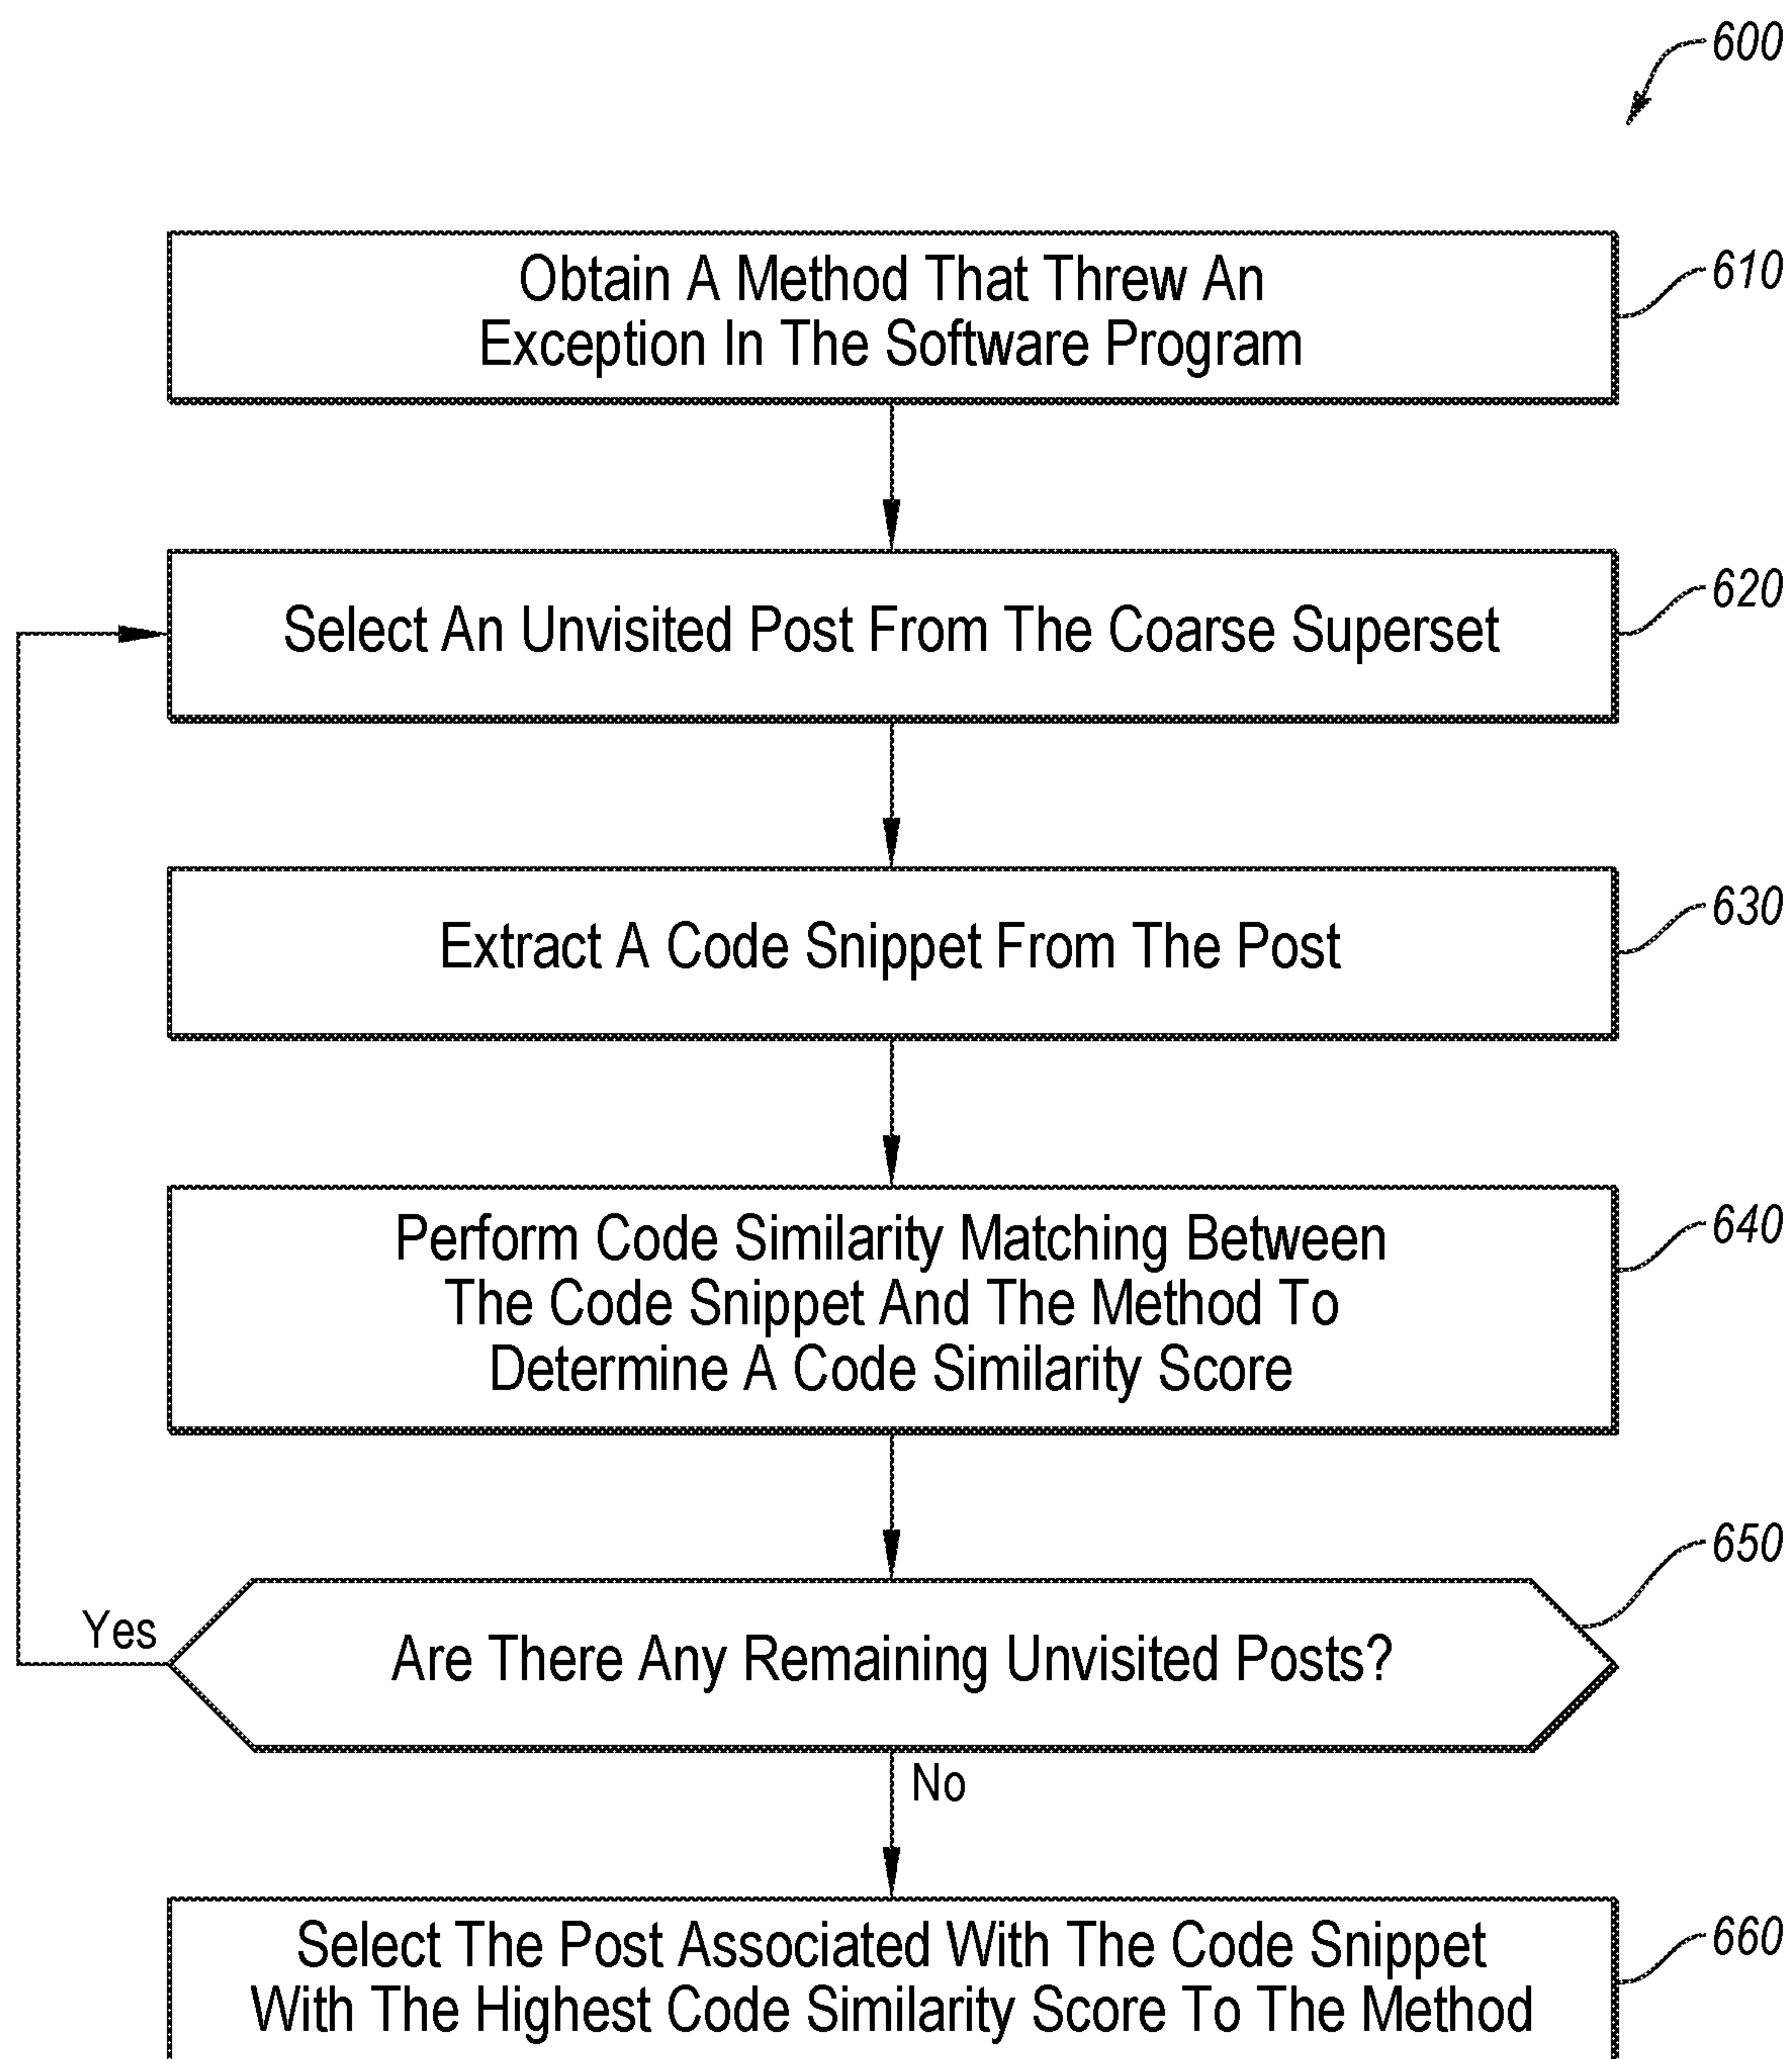 600
Obtain A Method That Threw An
Exception In The Software Program
610
Select An Unvisited Post From The Coarse Superset
620
Extract A Code Snippet From The Post
630
Perform Code Similarity Matching Between
The Code Snippet And The Method To
Determine A Code Similarity Score
640
650
Yes
Are There Any Remaining Unvisited Posts?
No
Select The Post Associated With The Code Snippet
With The Highest Code Similarity Score To The Method
660